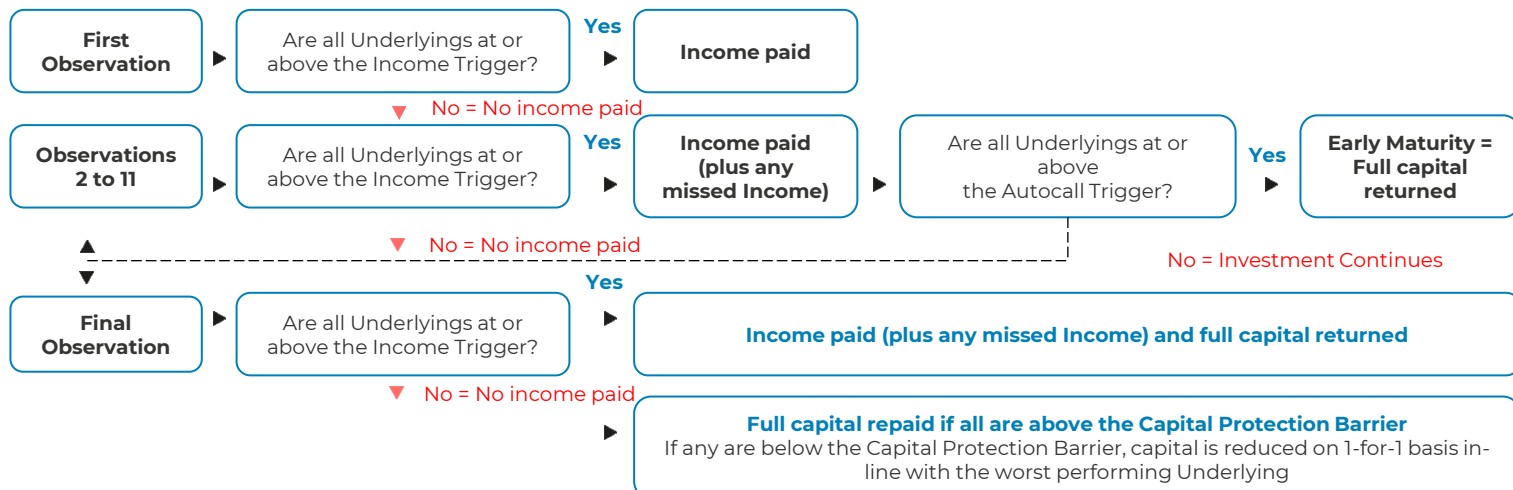 First
Observation
Are all Underlyings at or
above the Income Trigger?
Yes
Income paid
No = No income paid
Observations
2 to 11
Are all Underlyings at or
above the Income Trigger?
Yes
Income paid
(plus any
missed Income)
Are all Underlyings at or
above
the Autocall Trigger?
Yes
Early Maturity =
Full capital
returned
No = No income paid
No = Investment Continues
Final
Observation
Are all Underlyings at or
above the Income Trigger?
Yes
Income paid (plus any missed Income) and full capital returned
No = No income paid
Full capital repaid if all are above the Capital Protection Barrier
If any are below the Capital Protection Barrier, capital is reduced on 1-for-1 basis in-
line with the worst performing Underlying